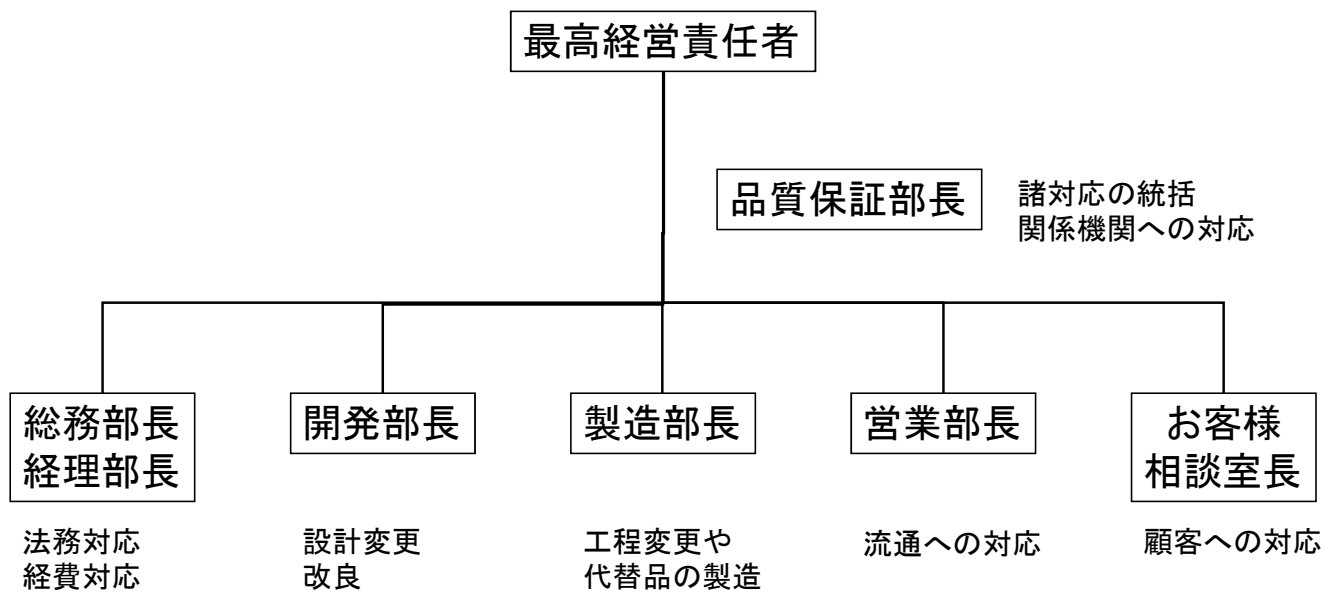 最高経営責任者
品質保証部長
諸対応の統括
関係機関への対応
総務部長
経理部長
開発部長
製造部長
営業部長
お客様
相談室長
法務対応
経費対応
設計変更
改良
工程変更や
代替品の製造
流通への対応
顧客への対応